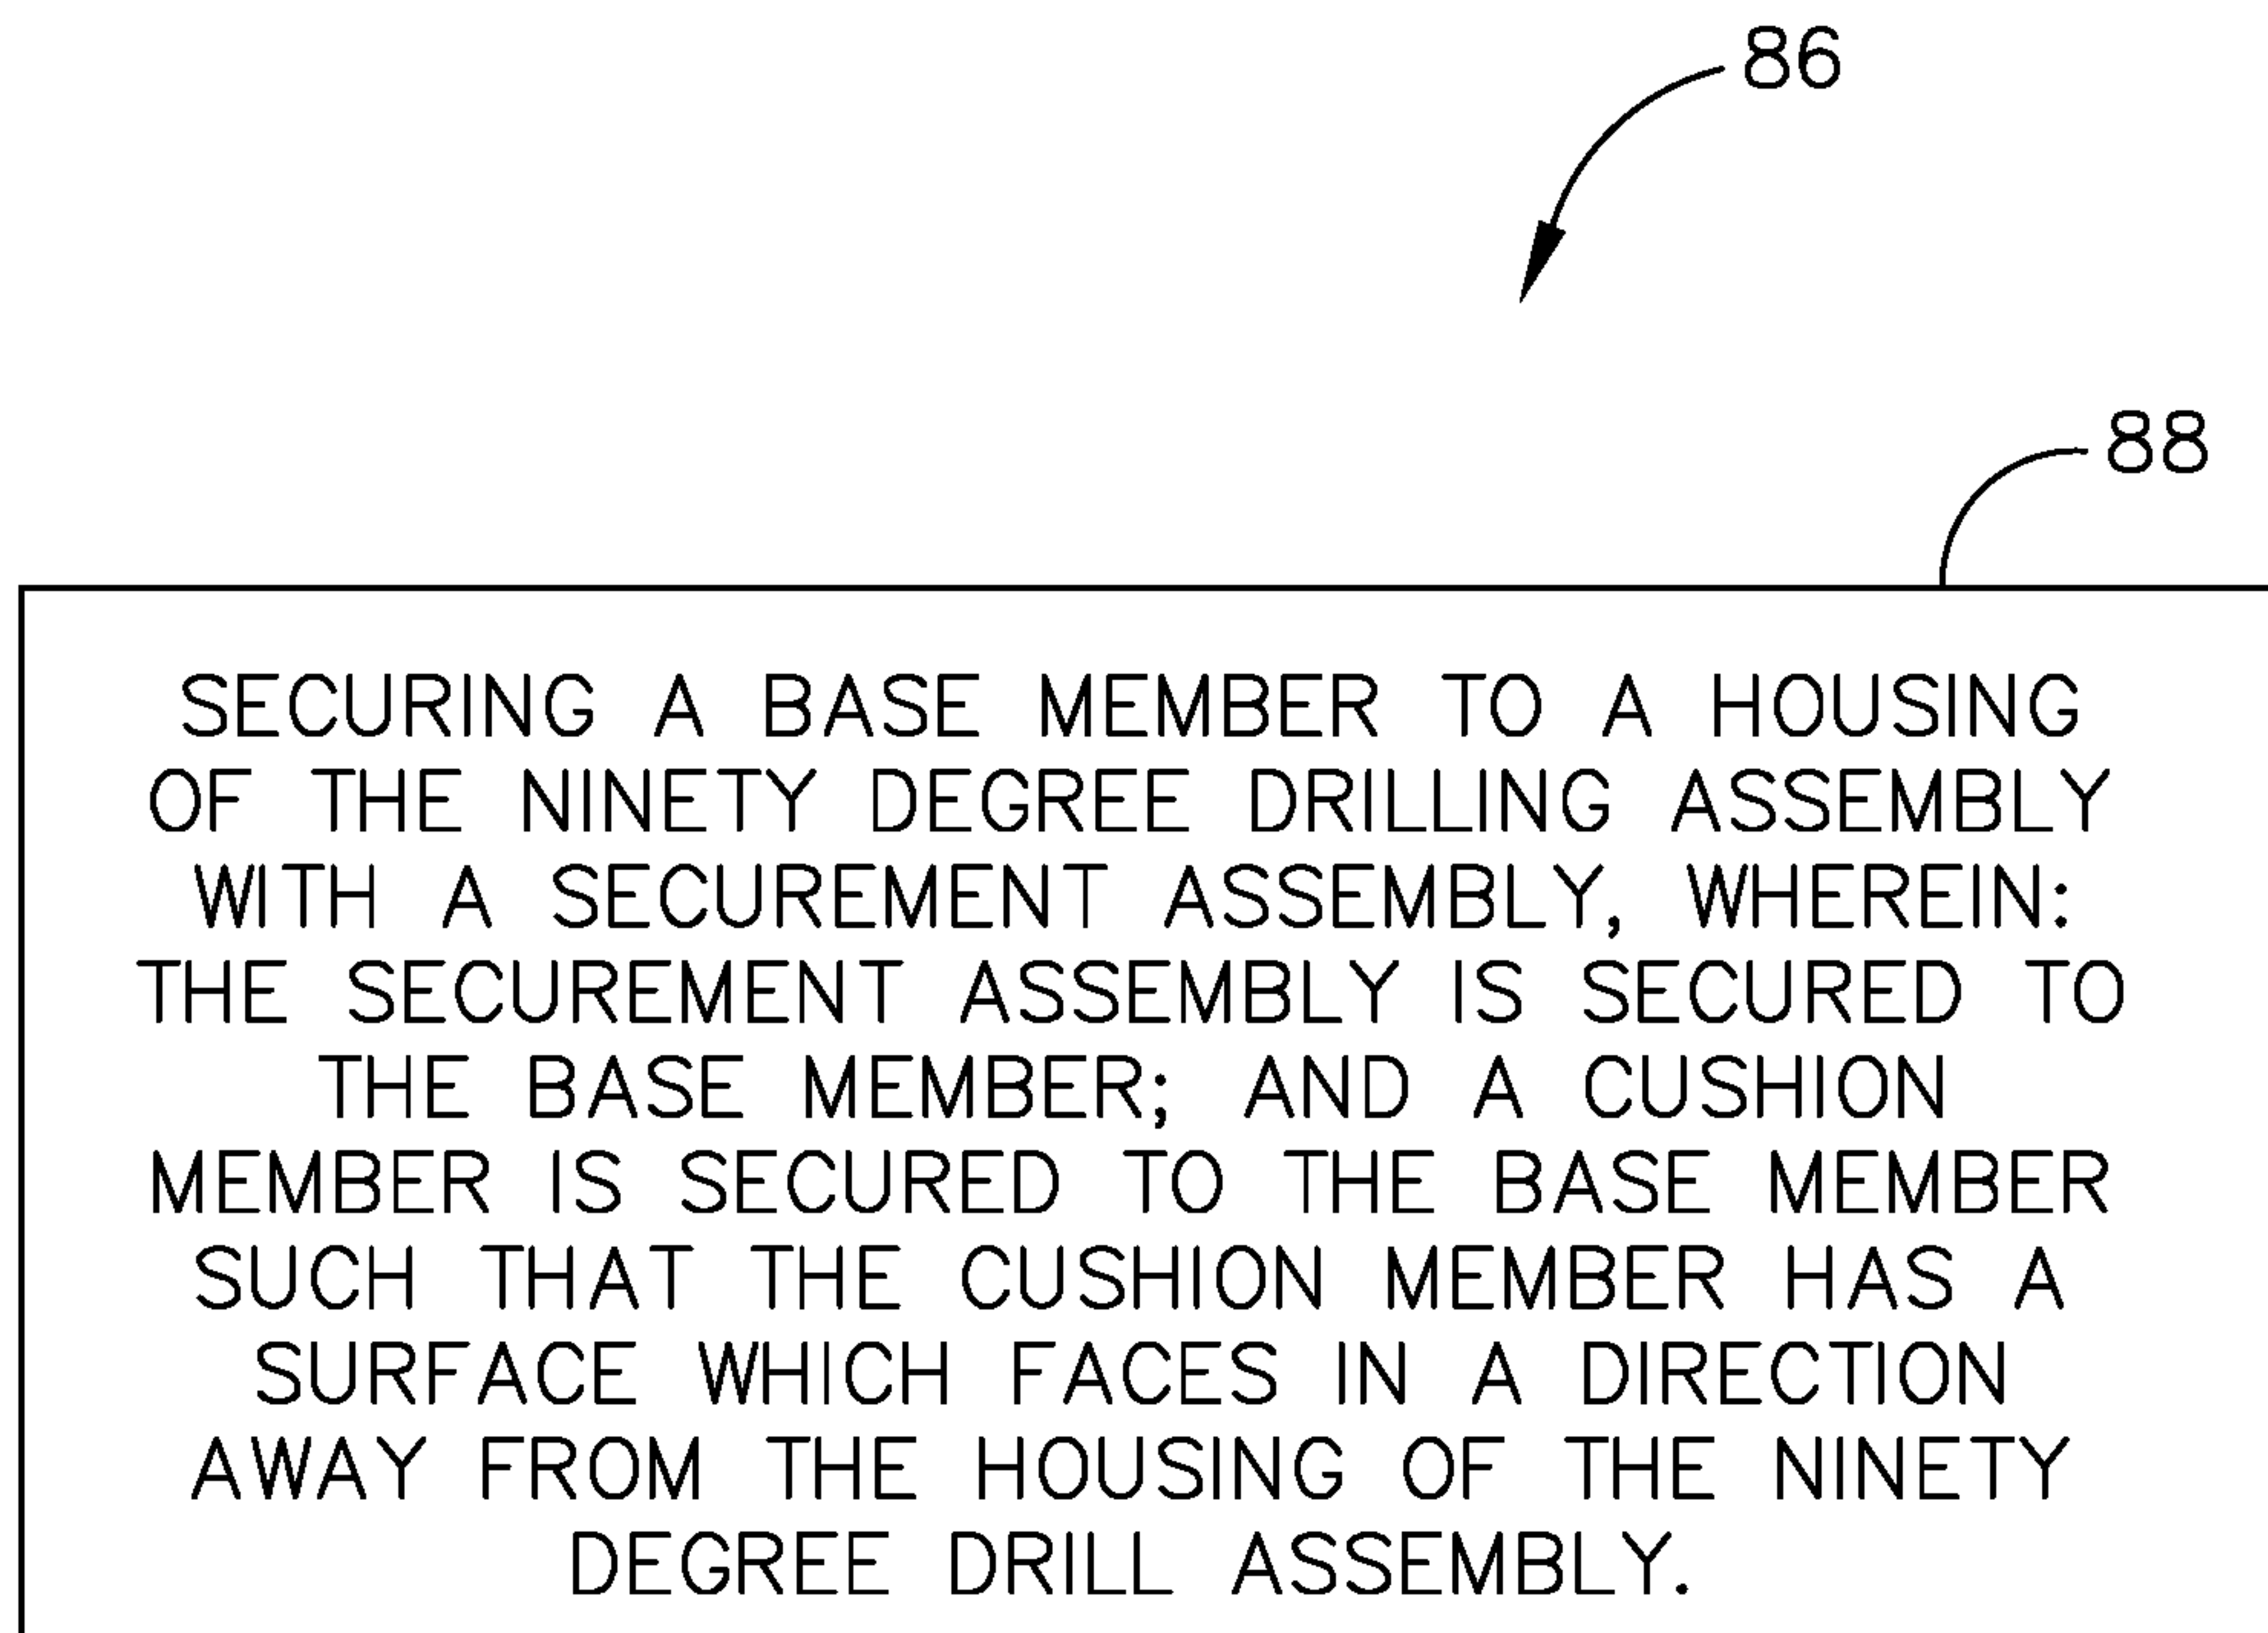 86
88
SECURING A BASE MEMBER TO A HOUSING
OF THE NINETY DEGREE DRILLING ASSEMBLY
WITH A SECUREMENT ASSEMBLY, WHEREIN:
THE SECUREMENT ASSEMBLY IS SECURED TO
THE BASE MEMBER; AND A CUSHION
MEMBER IS SECURED TO THE BASE MEMBER
SUCH THAT THE CUSHION MEMBER HAS A
SURFACE WHICH FACES IN A DIRECTION
AWAY FROM THE HOUSING OF THE NINETY
DEGREE DRILL ASSEMBLY.